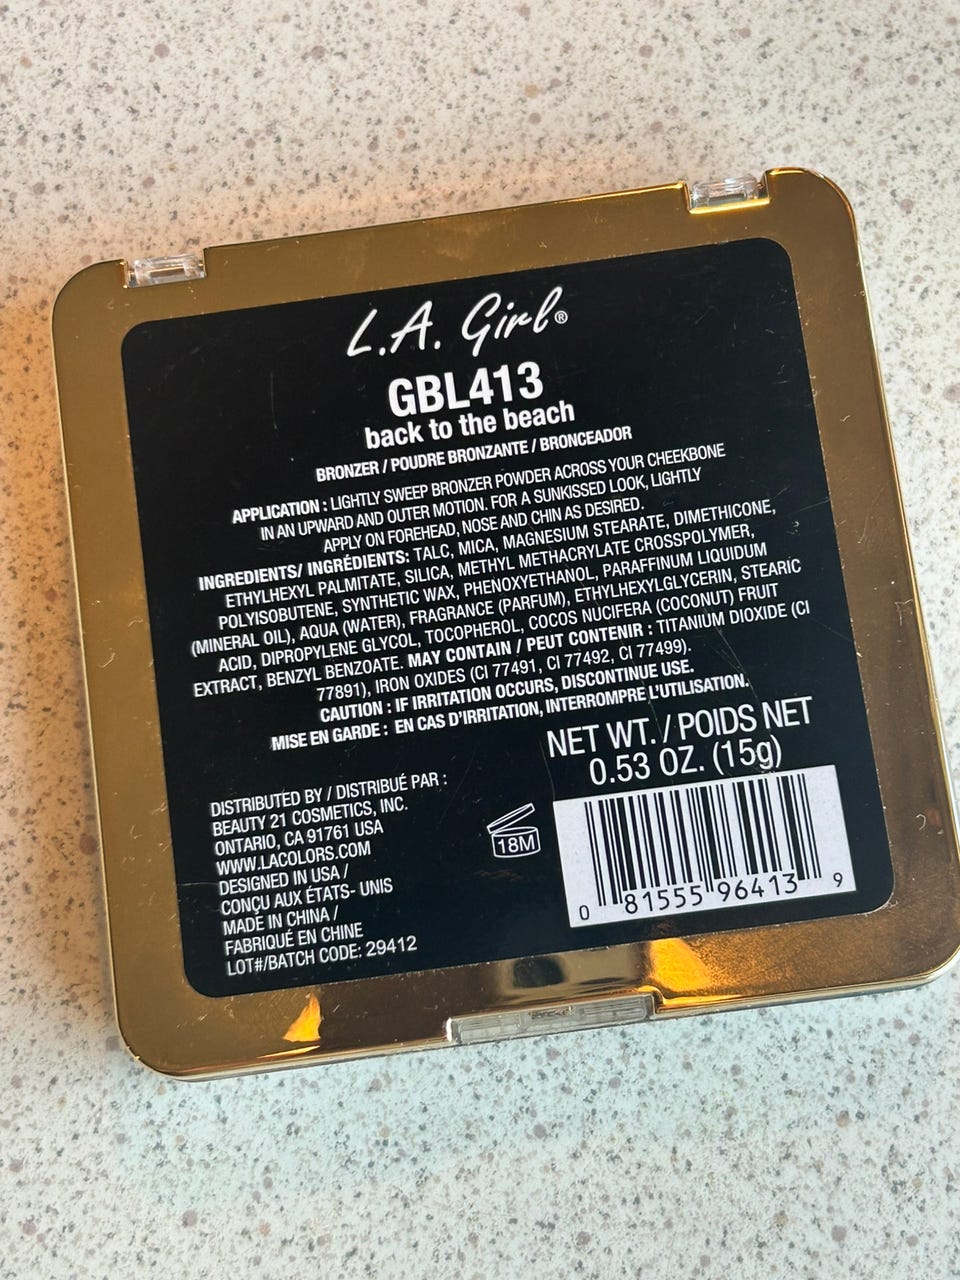 L.A. Girl®
GBL413
back to the beach
BRONZER / POUDRE BRONZANTE / BRONCEADOR
APPLICATION : LIGHTLY SWEEP BRONZER POWDER ACROSS YOUR CHEEKBONE
IN AN UPWARD AND OUTER MOTION. FOR A SUNKISSED LOOK, LIGHTLY
APPLY ON FOREHEAD, NOSE AND CHIN AS DESIRED.
INGREDIENTS/ INGRÉDIENTS: TALC, MICA, MAGNESIUM STEARATE, DIMETHICONE,
ETHYLHEXYL PALMITATE, SILICA, METHYL METHACRYLATE CROSSPOLYMER,
POLYISOBUTENE, SYNTHETIC WAX, PHENOXYETHANOL, PARAFFINUM LIQUIDUM
(MINERAL OIL), AQUA (WATER), FRAGRANCE (PARFUM), ETHYLHEXYLGLYCERIN, STEARIC
ACID, DIPROPYLENE GLYCOL, TOCOPHEROL, COCOS NUCIFERA (COCONUT) FRUIT
EXTRACT, BENZYL BENZOATE. MAY CONTAIN / PEUT CONTENIR : TITANIUM DIOXIDE (CI
77891), IRON OXIDES (CI 77491, CI 77492, CI 77499).
CAUTION : IF IRRITATION OCCURS, DISCONTINUE USE.
MISE EN GARDE : EN CAS D'IRRITATION, INTERROMPRE L'UTILISATION.
NET WT. / POIDS NET
0.53 OZ. (15g)
DISTRIBUTED BY / DISTRIBUÉ PAR :
BEAUTY 21 COSMETICS, INC.
ONTARIO, CA 91761 USA
WWW.LACOLORS.COM
DESIGNED IN USA /
CONÇU AUX ÉTATS- UNIS
MADE IN CHINA /
FABRIQUÉ EN CHINE
LOT#/BATCH CODE: 29412
18M
0 81555 96413 9